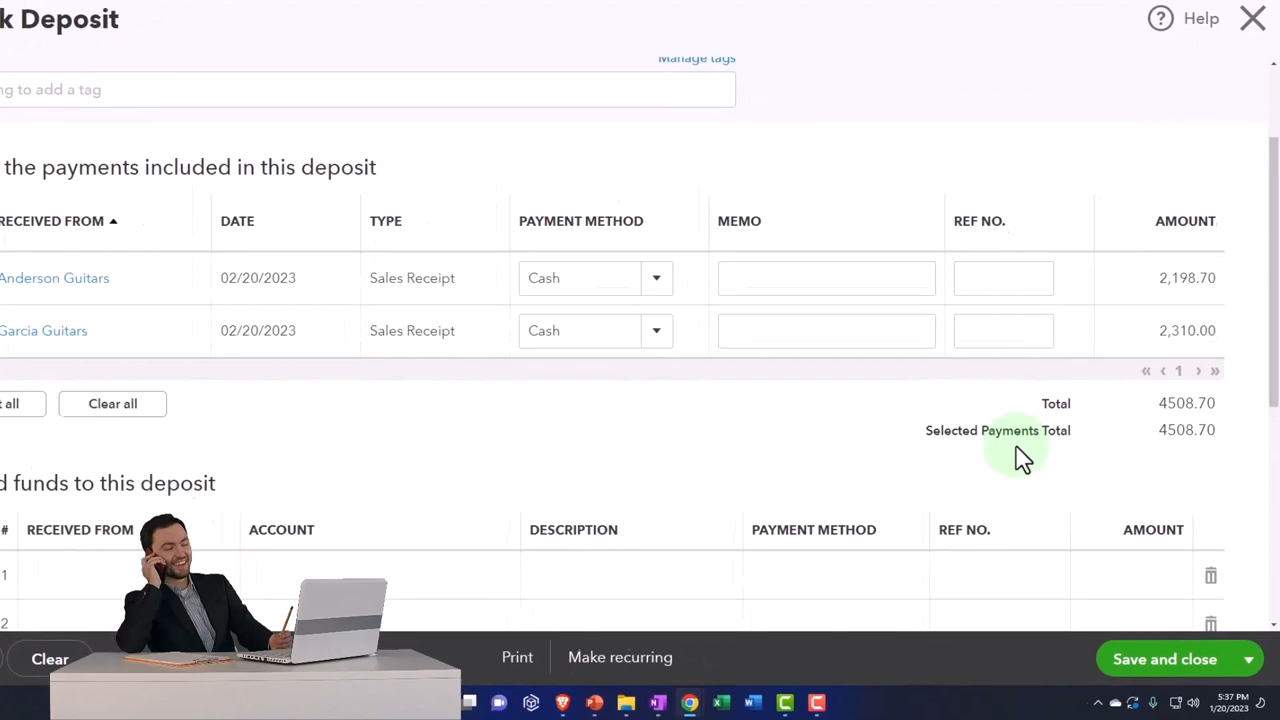 k Deposit
Help
Manage tags
ng to add a tag
the payments included in this deposit
RECEIVED FROM DATE TYPE PAYMENT METHOD MEMO REF NO. AMOUNT
Anderson Guitars 02/20/2023 Sales Receipt Cash 2,198.70
Garcia Guitars 02/20/2023 Sales Receipt Cash 2,310.00
« ‹ 1 › »
t all Clear all Total 4508.70
Selected Payments Total 4508.70
d funds to this deposit
# RECEIVED FROM ACCOUNT DESCRIPTION PAYMENT METHOD REF NO. AMOUNT
1
2
Clear Print Make recurring Save and close
5:37 PM
1/20/2023